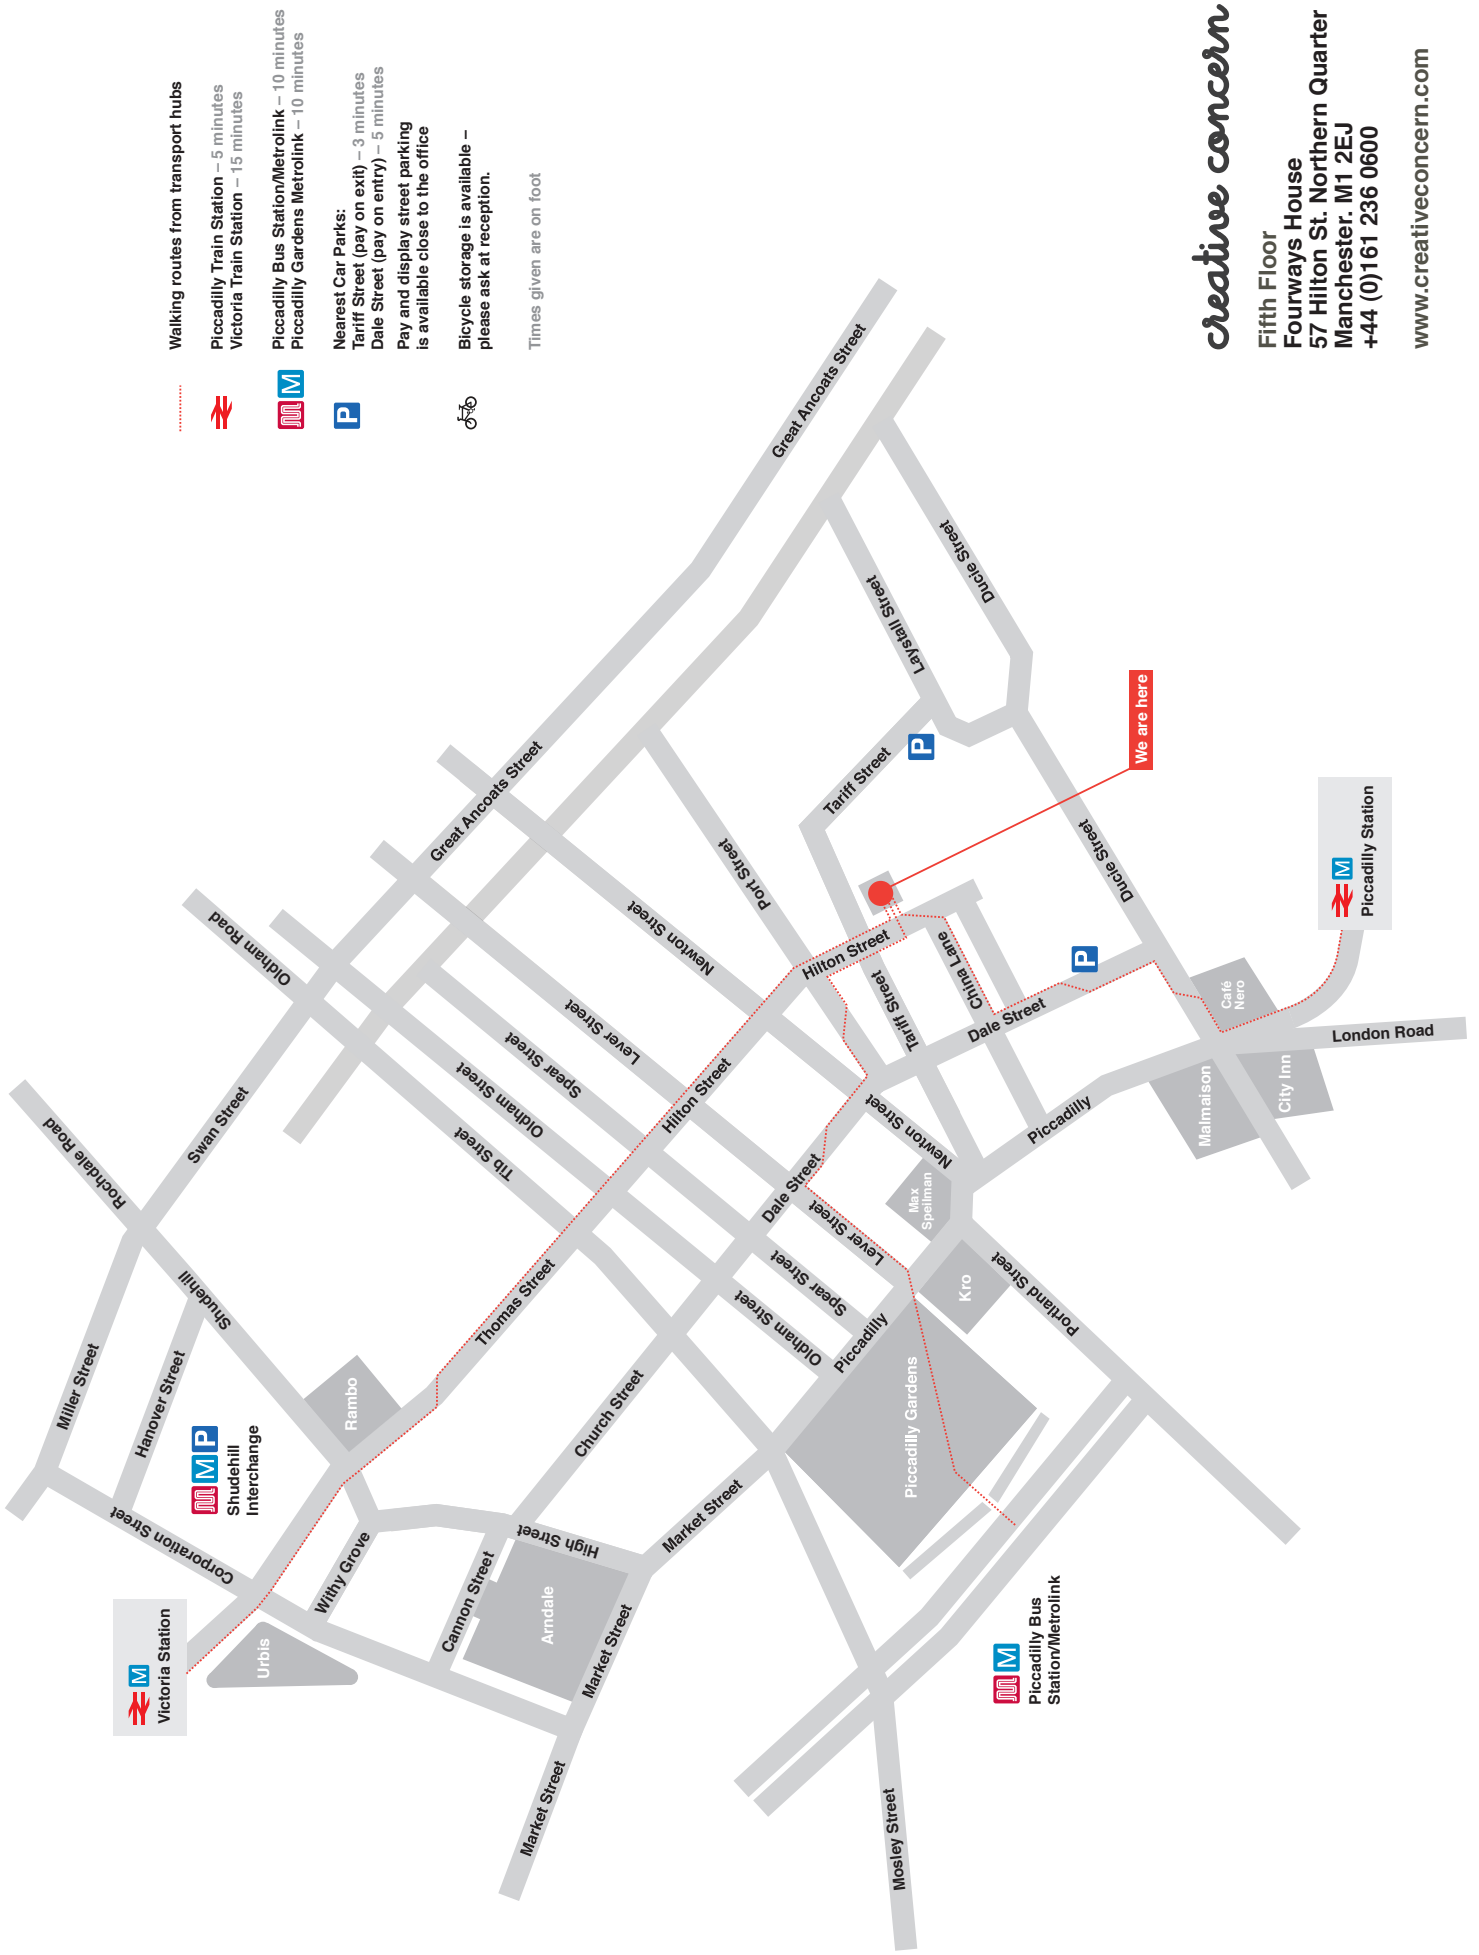 Walking routes from transport hubs
Piccadilly Train Station – 5 minutes
Victoria Train Station – 15 minutes
Piccadilly Bus Station/Metrolink – 10 minutes
Piccadilly Gardens Metrolink – 10 minutes
P
Nearest Car Parks:
Tariff Street (pay on exit) – 3 minutes
Dale Street (pay on entry) – 5 minutes
Pay and display street parking
is available close to the office
Bicycle storage is available –
please ask at reception.
Times given are on foot
creative concern
Fifth Floor
Fourways House
57 Hilton St. Northern Quarter
Manchester. M1 2EJ
+44 (0)161 236 0600
www.creativeconcern.com
M
M
Victoria Station
Urbis
Corporation Street
Miller Street
Hanover Street
M
P
Shudehill
Interchange
Shudehill
Rochdale Road
Swan Street
Oldham Road
Great Ancoats Street
Great Ancoats Street
Rambo
Withy Grove
Cannon Street
High Street
Arndale
Market Street
Market Street
Market Street
Church Street
Thomas Street
Tib Street
Oldham Street
Spear Street
Lever Street
Newton Street
Port Street
Hilton Street
Hilton Street
Dale Street
Oldham Street
Spear Street
Lever Street
Newton Street
Tariff Street
Tariff Street
P
Laystall Street
Ducie Street
Ducie Street
We are here
China Lane
Dale Street
P
Piccadilly
Piccadilly
Max
Speilman
Kro
Piccadilly Gardens
Portland Street
Mosley Street
M
Piccadilly Bus
Station/Metrolink
Malmaison
City Inn
Café
Nero
London Road
M
Piccadilly Station